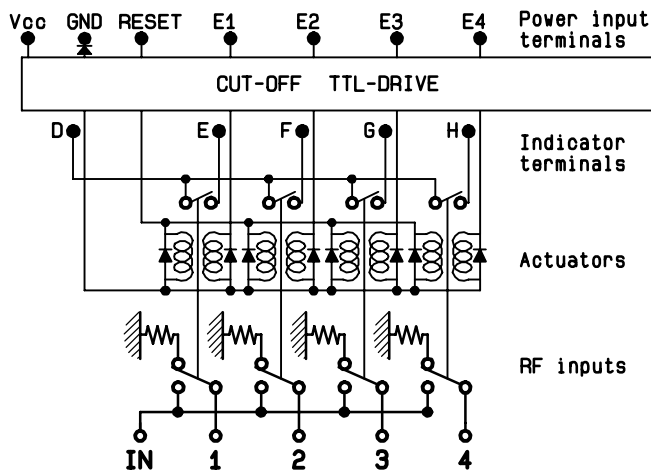 Vcc GND RESET E1 E2 E3 E4 Power input
terminals
CUT-OFF TTL-DRIVE
D E F G H Indicator
terminals
Actuators
RF inputs
IN 1 2 3 4